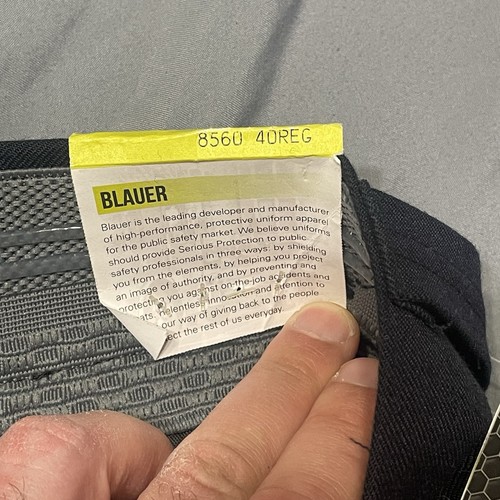 8560 40REG
BLAUER
Blauer is the leading developer and manufacturer
of high-performance, protective uniform apparel
for the public safety market. We believe uniforms
should provide Serious Protection to public
safety professionals in three ways: by shielding
you from the elements, by helping you project
an image of authority, and by preventing and
protecting you against on-the-job accidents and
ats. relentless innovation and attention to
our way of giving back to the people
ect the rest of us everyday.